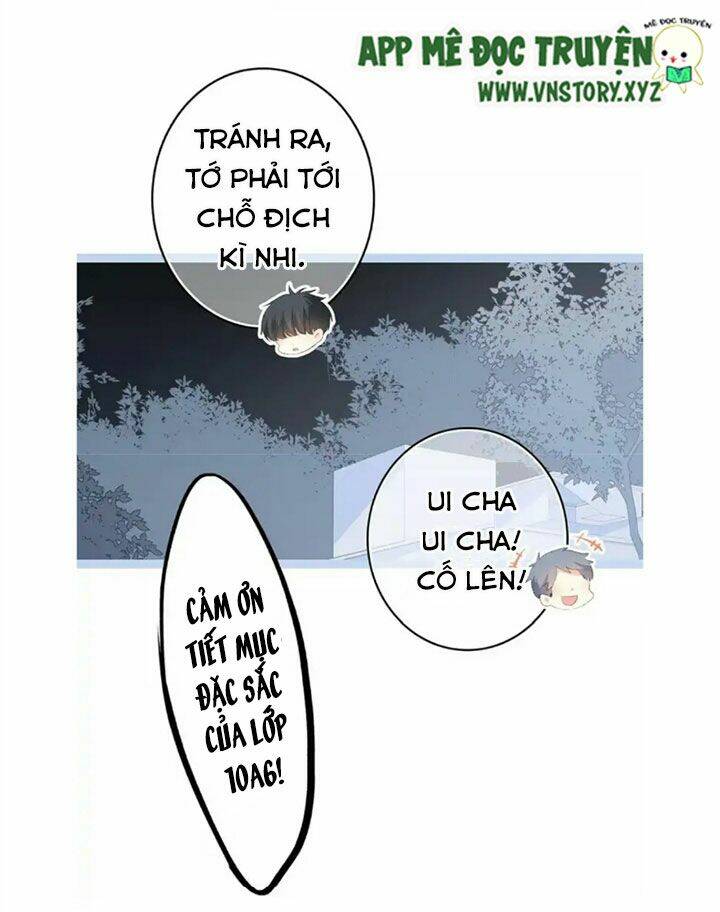 MÊ ĐỌC TRUYỆN
APP MÊ ĐỌC TRUYỆN
WWW.VNSTORY.XYZ
TRÁNH RA,
TỚ PHẢI TỚI
CHỖ ĐỊCH
KÌ NHI.
UI CHA
UI CHA!
CỐ LÊN!
CẢM ƠN
TIẾT MỤC
ĐẶC SẮC
CỦA LỚP
10A6!